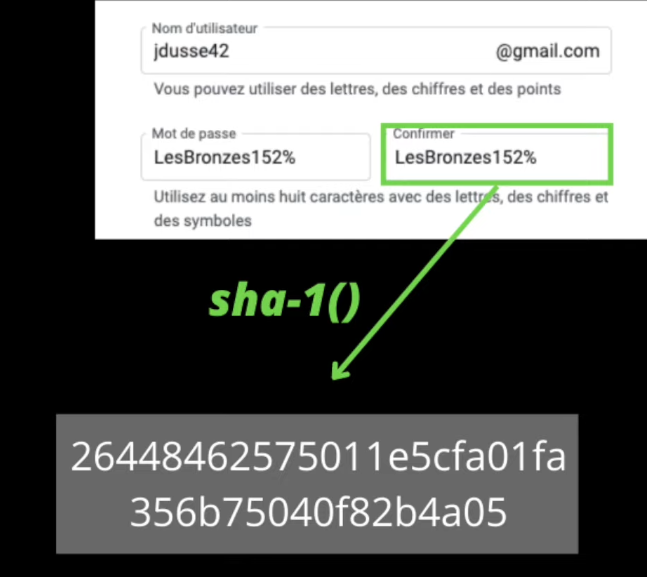 Nom d'utilisateur
jdusse42 @gmail.com
Vous pouvez utiliser des lettres, des chiffres et des points
Mot de passe Confirmer
LesBronzes152% LesBronzes152%
Utilisez au moins huit caractères avec des lettres, des chiffres et
des symboles
sha-1()
26448462575011e5cfa01fa
356b75040f82b4a05